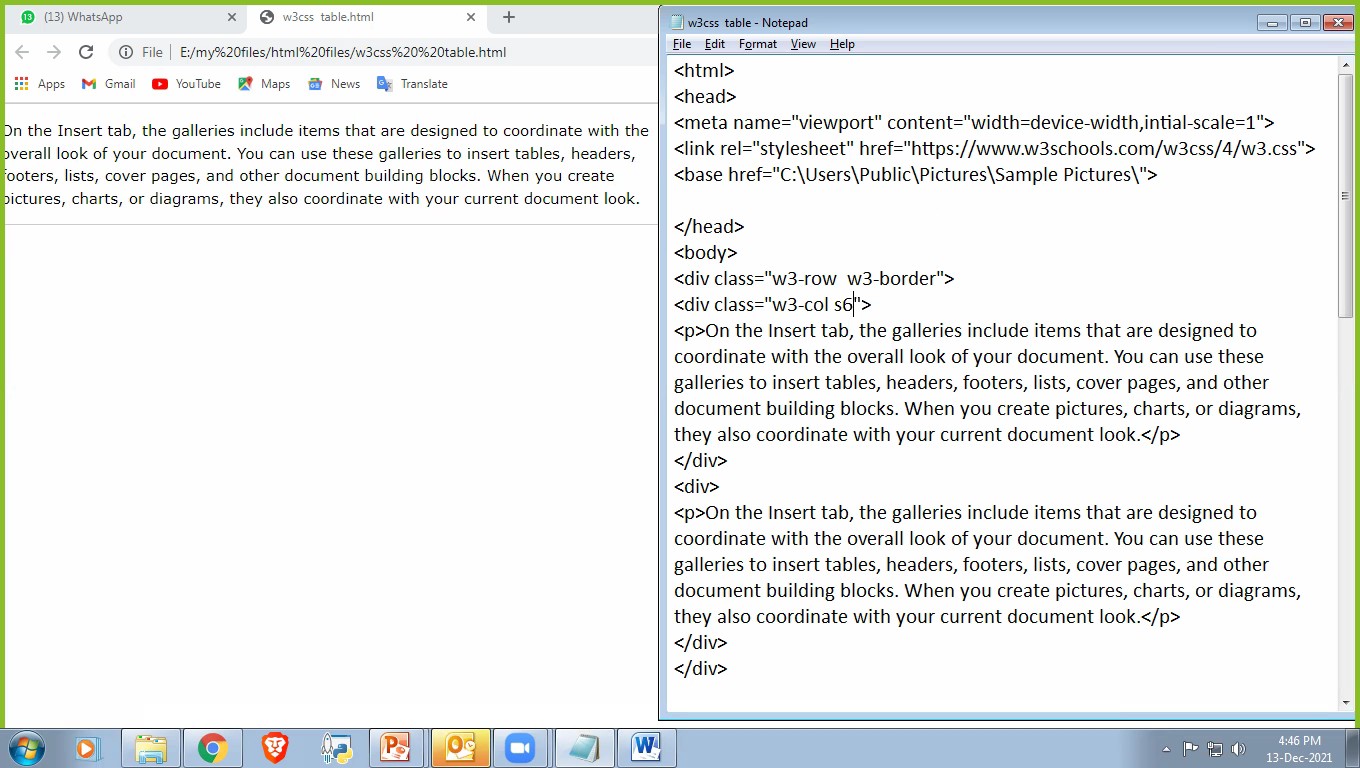 (13) WhatsApp
w3css table.html
File
E:/my%20files/html%20files/w3css%20%20table.html
Apps
Gmail
YouTube
Maps
News
Translate
On the Insert tab, the galleries include items that are designed to coordinate with the
overall look of your document. You can use these galleries to insert tables, headers,
footers, lists, cover pages, and other document building blocks. When you create
pictures, charts, or diagrams, they also coordinate with your current document look.
w3css table - Notepad
File Edit Format View Help
<html>
<head>
<meta name="viewport" content="width=device-width,intial-scale=1">
<link rel="stylesheet" href="https://www.w3schools.com/w3css/4/w3.css">
<base href="C:\Users\Public\Pictures\Sample Pictures\">
</head>
<body>
<div class="w3-row  w3-border">
<div class="w3-col s6">
<p>On the Insert tab, the galleries include items that are designed to
coordinate with the overall look of your document. You can use these
galleries to insert tables, headers, footers, lists, cover pages, and other
document building blocks. When you create pictures, charts, or diagrams,
they also coordinate with your current document look.</p>
</div>
<div>
<p>On the Insert tab, the galleries include items that are designed to
coordinate with the overall look of your document. You can use these
galleries to insert tables, headers, footers, lists, cover pages, and other
document building blocks. When you create pictures, charts, or diagrams,
they also coordinate with your current document look.</p>
</div>
</div>
4:46 PM
13-Dec-2021